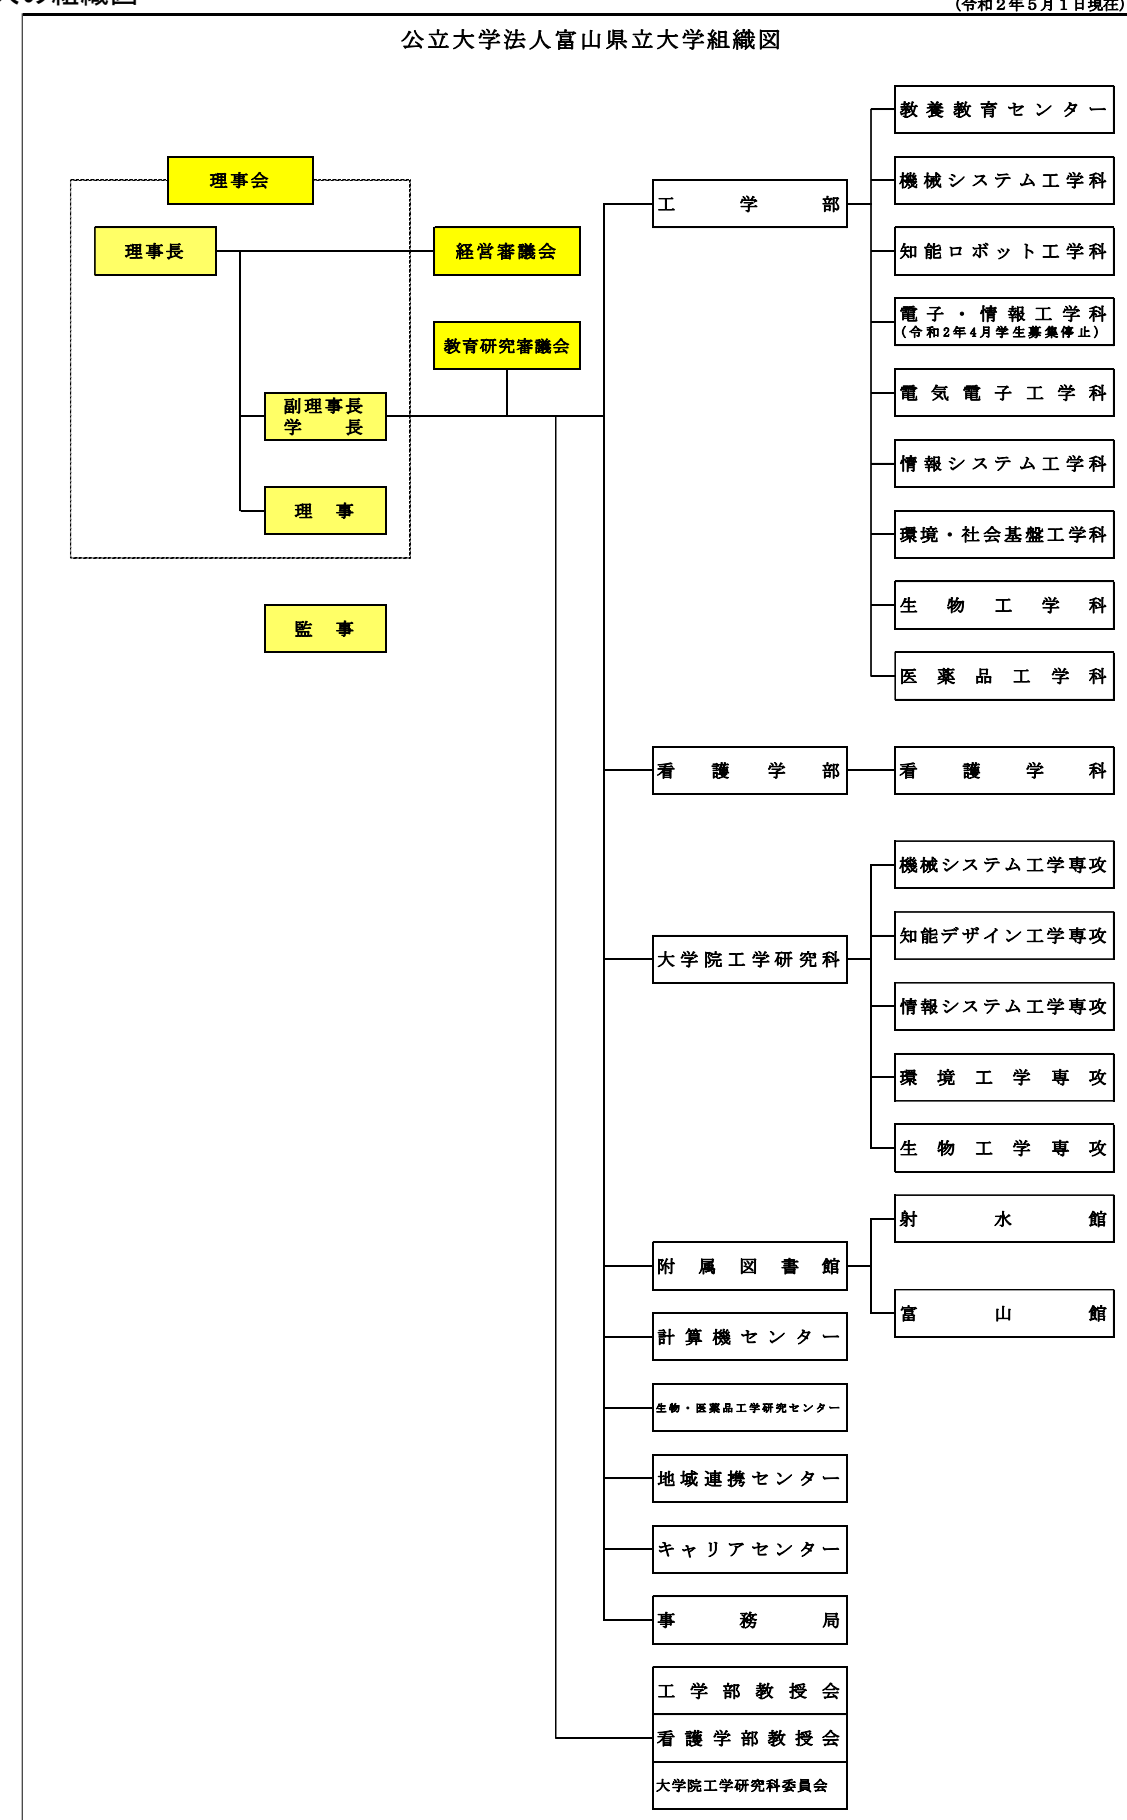 の組織図
(令和2年5月1日現在)
公立大学法人富山県立大学組織図
理事会
理事長
経営審議会
教育研究審議会
副理事長
学長
理事
監事
工学部
教養教育センター
機械システム工学科
知能ロボット工学科
電子・情報工学科
(令和2年4月学生募集停止)
電気電子工学科
情報システム工学科
環境・社会基盤工学科
生物工学科
医薬品工学科
看護学部
看護学科
大学院工学研究科
機械システム工学専攻
知能デザイン工学専攻
情報システム工学専攻
環境工学専攻
生物工学専攻
附属図書館
射水館
富山館
計算機センター
生物・医薬品工学研究センター
地域連携センター
キャリアセンター
事務局
工学部教授会
看護学部教授会
大学院工学研究科委員会